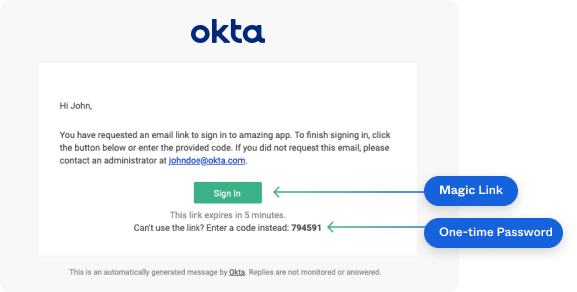 okta
Hi John,
You have requested an email link to sign in to amazing app. To finish signing in, click
the button below or enter the provided code. If you did not request this email, please
contact an administrator at johndoe@okta.com.
Sign In
Magic Link
This link expires in 5 minutes.
Can't use the link? Enter a code instead: 794591
One-time Password
This is an automatically generated message by Okta. Replies are not monitored or answered.